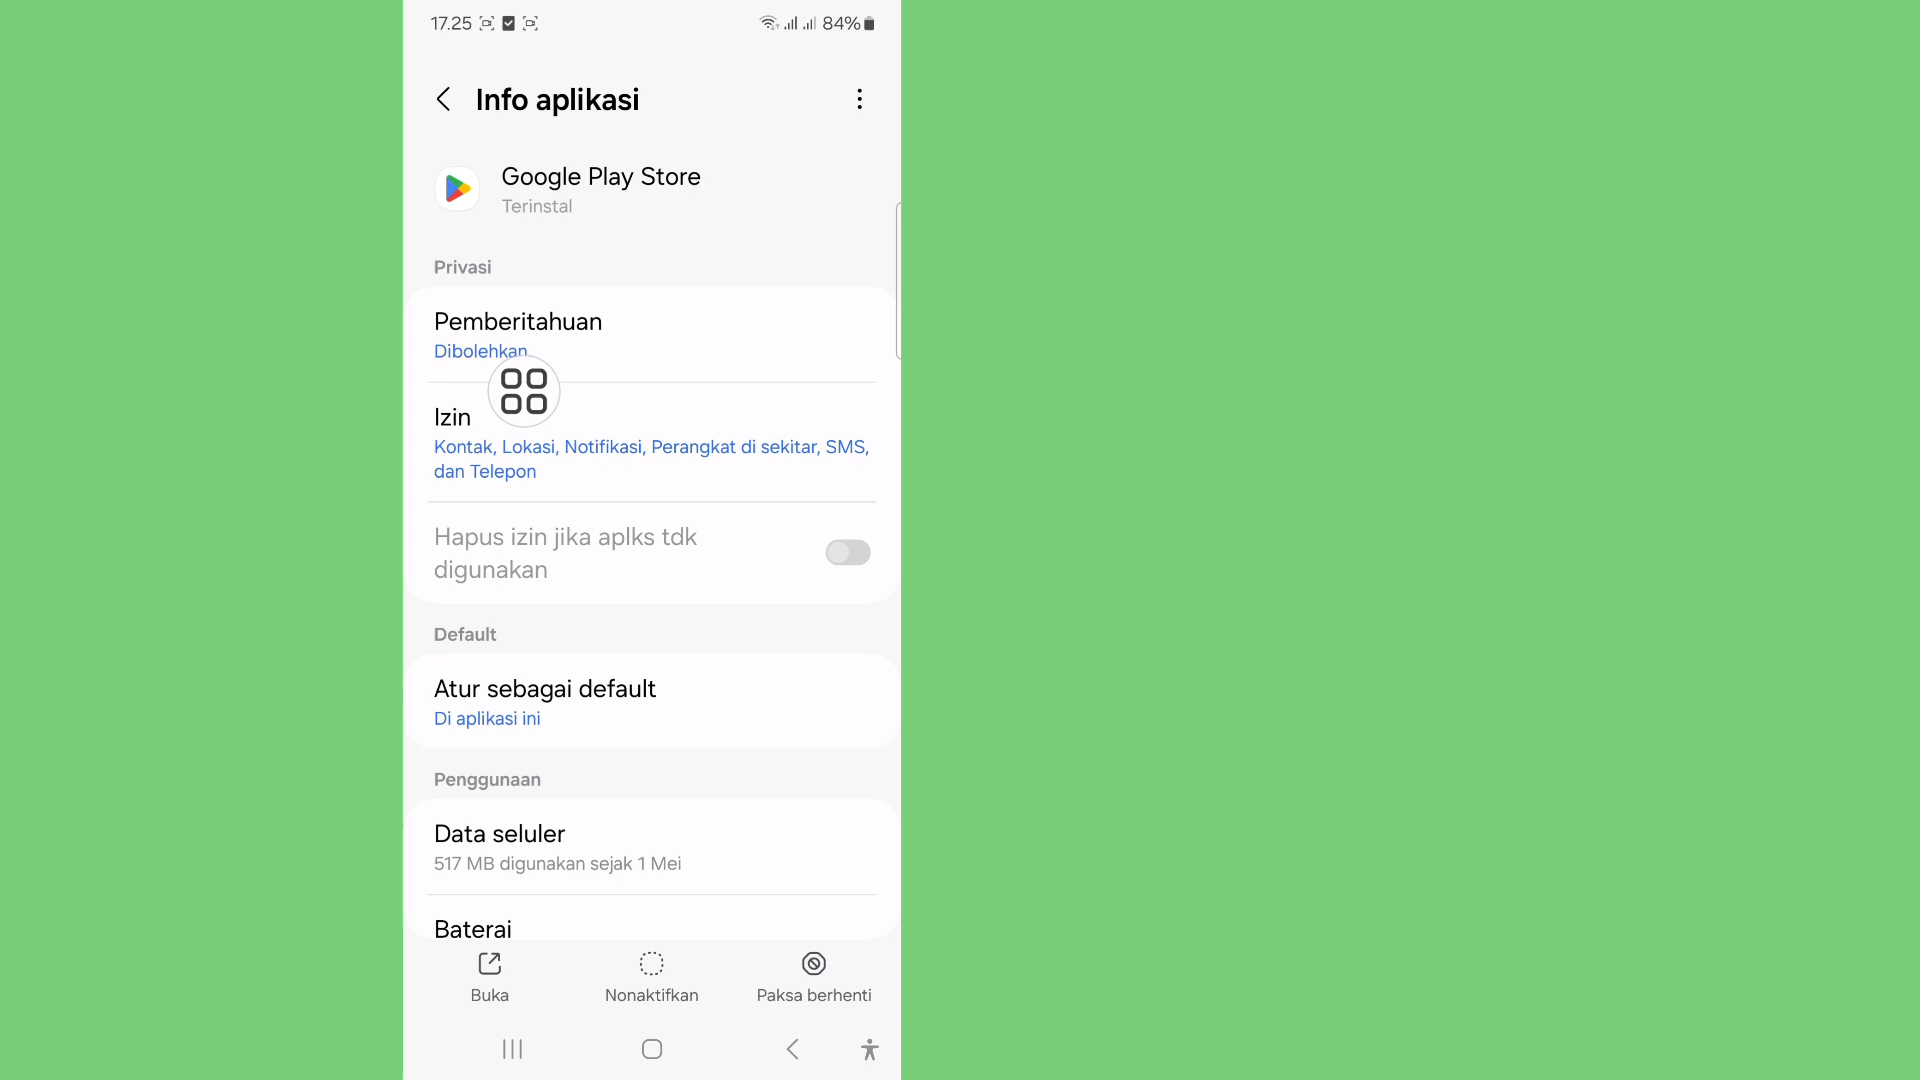 17.25 84%
Info aplikasi
Google Play Store
Terinstal
Privasi
Pemberitahuan
Dibolehkan
Izin
Kontak, Lokasi, Notifikasi, Perangkat di sekitar, SMS,
dan Telepon
Hapus izin jika aplks tdk
digunakan
Default
Atur sebagai default
Di aplikasi ini
Penggunaan
Data seluler
517 MB digunakan sejak 1 Mei
Baterai
Buka Nonaktifkan Paksa berhenti